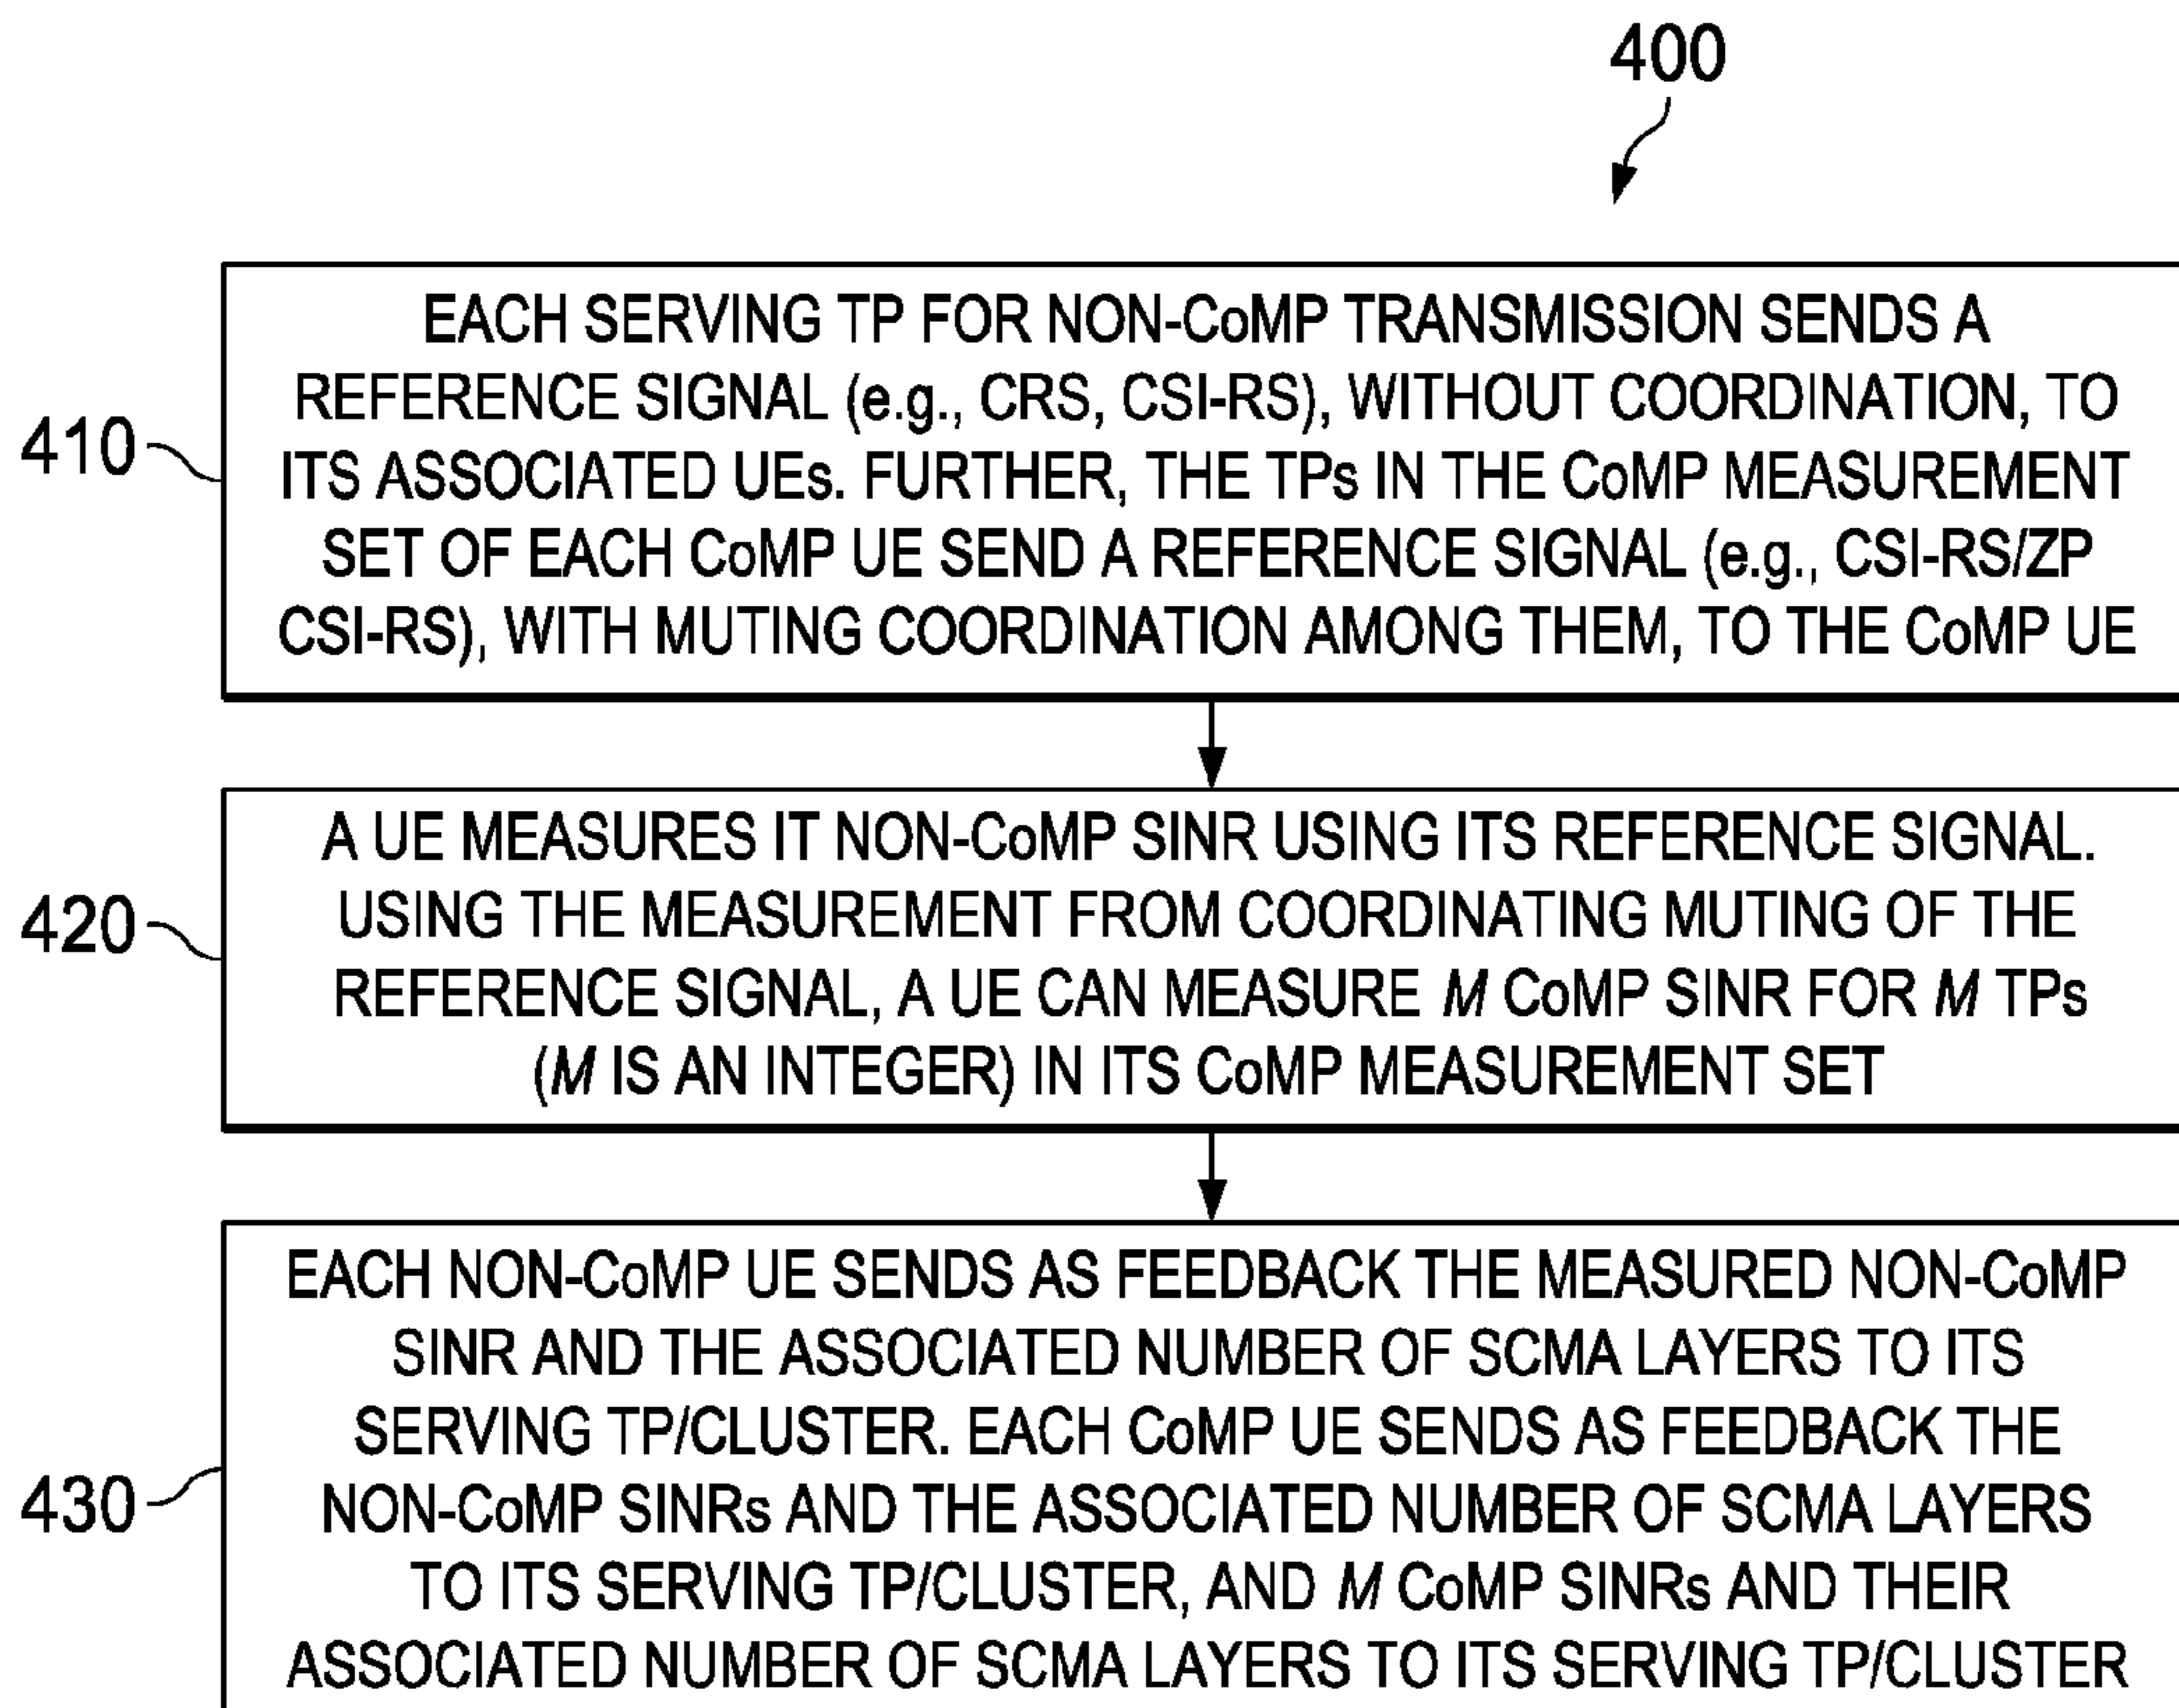 400
EACH SERVING TP FOR NON-CoMP TRANSMISSION SENDS A
REFERENCE SIGNAL (e.g., CRS, CSI-RS), WITHOUT COORDINATION, TO
ITS ASSOCIATED UEs. FURTHER, THE TPs IN THE CoMP MEASUREMENT
SET OF EACH CoMP UE SEND A REFERENCE SIGNAL (e.g., CSI-RS/ZP
CSI-RS), WITH MUTING COORDINATION AMONG THEM, TO THE CoMP UE
410
A UE MEASURES IT NON-CoMP SINR USING ITS REFERENCE SIGNAL.
USING THE MEASUREMENT FROM COORDINATING MUTING OF THE
REFERENCE SIGNAL, A UE CAN MEASURE M CoMP SINR FOR M TPs
(M IS AN INTEGER) IN ITS CoMP MEASUREMENT SET
420
EACH NON-CoMP UE SENDS AS FEEDBACK THE MEASURED NON-CoMP
SINR AND THE ASSOCIATED NUMBER OF SCMA LAYERS TO ITS
SERVING TP/CLUSTER. EACH CoMP UE SENDS AS FEEDBACK THE
NON-CoMP SINRs AND THE ASSOCIATED NUMBER OF SCMA LAYERS
TO ITS SERVING TP/CLUSTER, AND M CoMP SINRs AND THEIR
ASSOCIATED NUMBER OF SCMA LAYERS TO ITS SERVING TP/CLUSTER
430